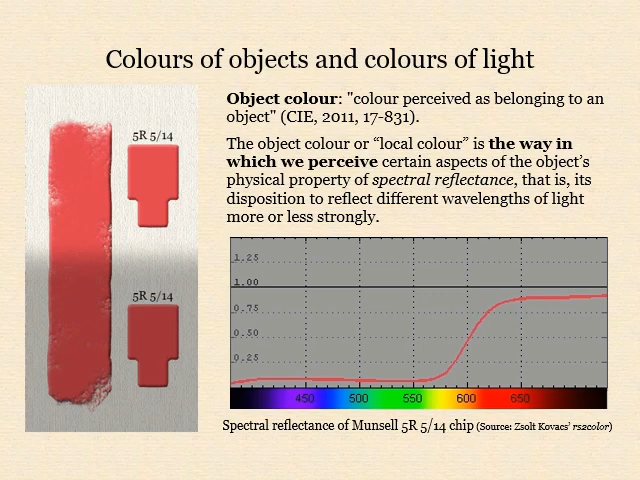 Colours of objects and colours of light
5R 5/14
5R 5/14
Object colour: "colour perceived as belonging to an
object" (CIE, 2011, 17-831).
The object colour or “local colour” is the way in
which we perceive certain aspects of the object’s
physical property of spectral reflectance, that is, its
disposition to reflect different wavelengths of light
more or less strongly.
1.25
1.00
0.75
0.50
0.25
450 500 550 600 650
Spectral reflectance of Munsell 5R 5/14 chip (Source: Zsolt Kovacs’ rs2color)